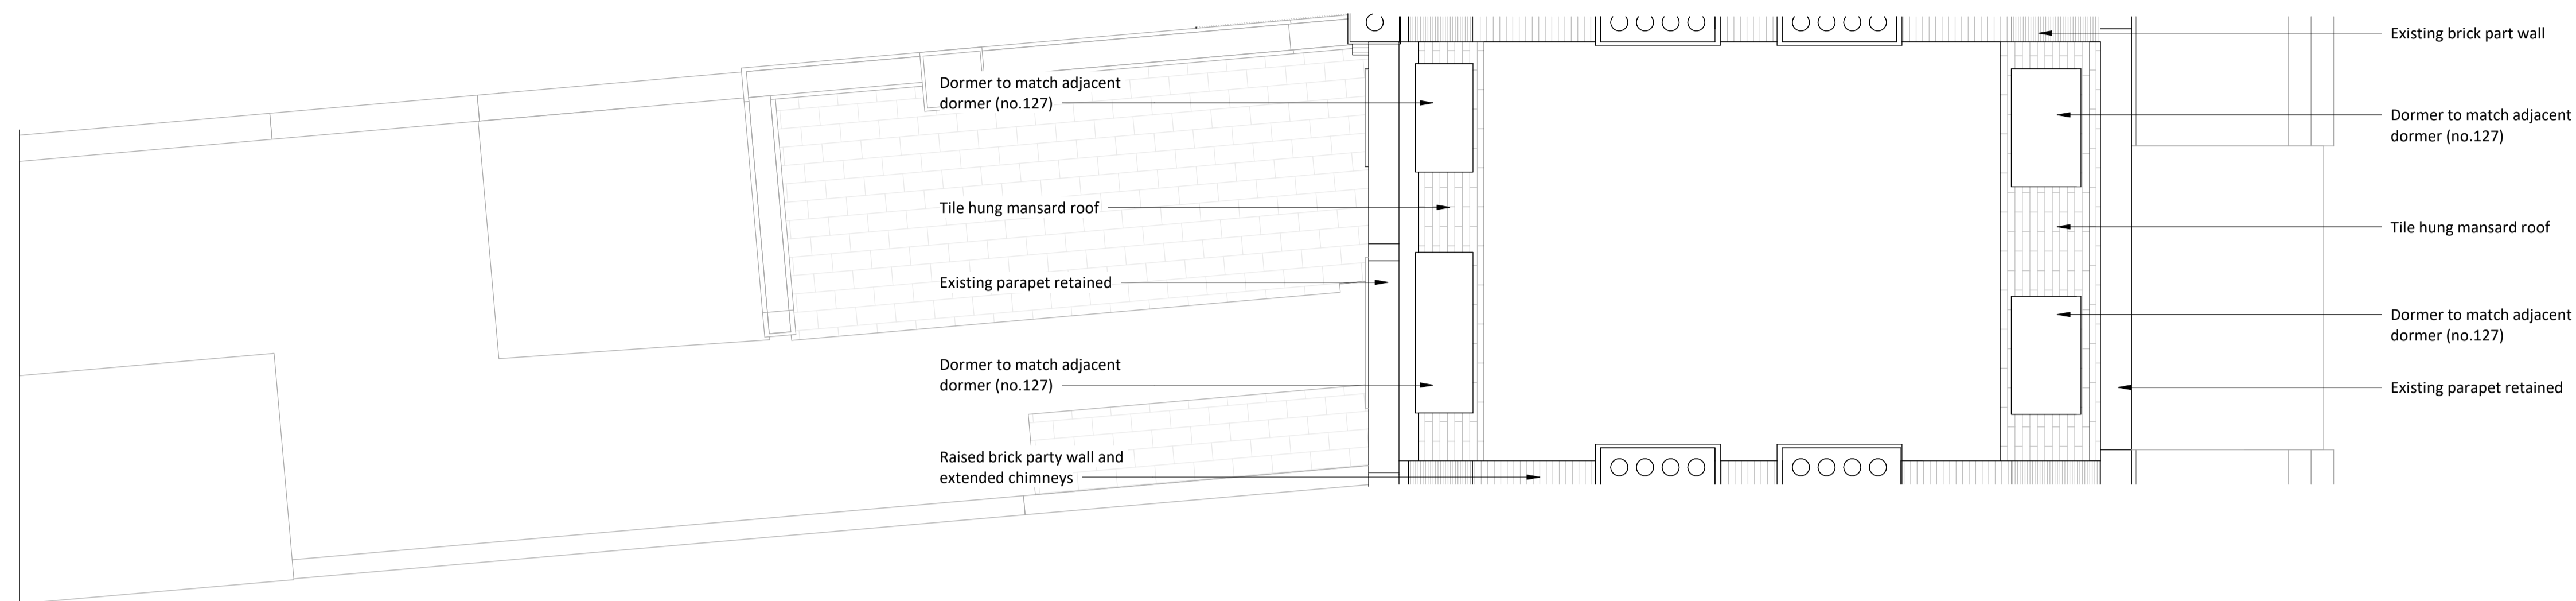 Dormer to match adjacent
dormer (no.127)
Tile hung mansard roof
Existing parapet retained
Dormer to match adjacent
dormer (no.127)
Raised brick party wall and
extended chimneys
Existing brick part wall
Dormer to match adjacent
dormer (no.127)
Tile hung mansard roof
Dormer to match adjacent
dormer (no.127)
Existing parapet retained